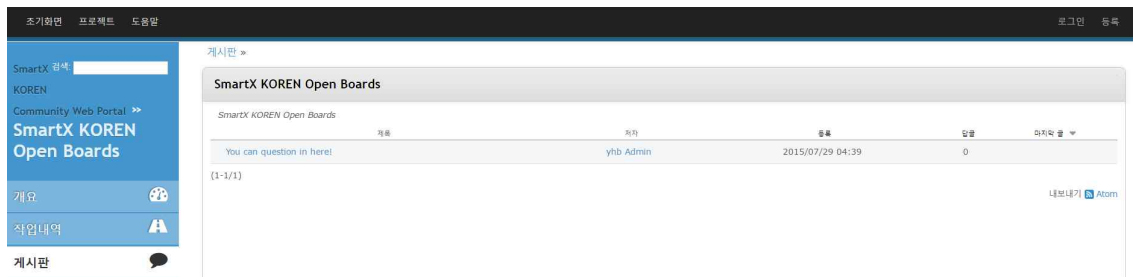 초기화면 프로젝트 도움말 로그인 등록
SmartX 검색:
KOREN
Community Web Portal »
SmartX KOREN
Open Boards
개요
작업내역
게시판
게시판 »
SmartX KOREN Open Boards
SmartX KOREN Open Boards
제목 저자 등록 답글 마지막 글
You can question in here! yhb Admin 2015/07/29 04:39 0
(1-1/1)
내보내기 Atom